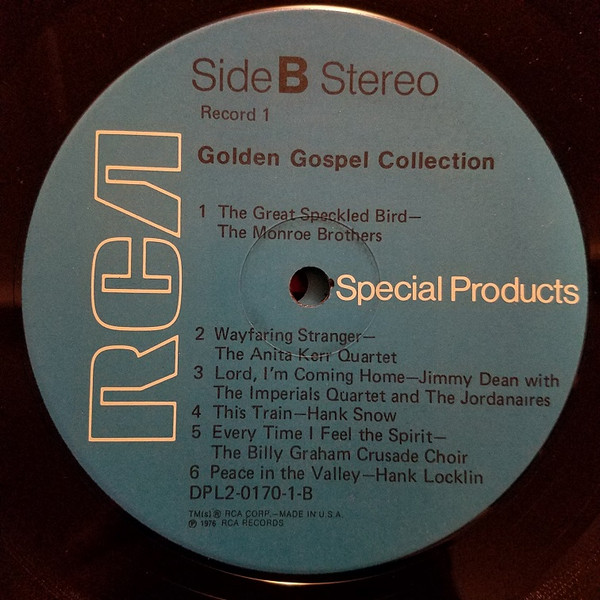 Side B Stereo
Record 1
Golden Gospel Collection
1 The Great Speckled Bird—
The Monroe Brothers
RCA
Special Products
2 Wayfaring Stranger—
The Anita Kerr Quartet
3 Lord, I'm Coming Home—Jimmy Dean with
The Imperials Quartet and The Jordanaires
4 This Train—Hank Snow
5 Every Time I Feel the Spirit—
The Billy Graham Crusade Choir
6 Peace in the Valley—Hank Locklin
DPL2-0170-1-B
TM(s) ® RCA CORP.—MADE IN U.S.A.
℗ 1976 RCA RECORDS